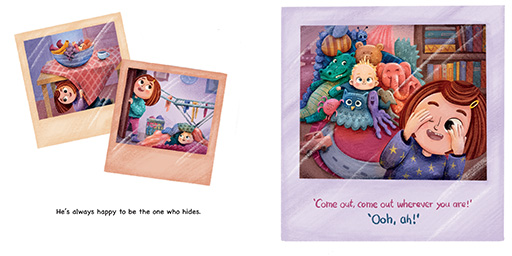 He's always happy to be the one who hides.
'Come out, come out wherever you are!'
'Ooh, ah!'